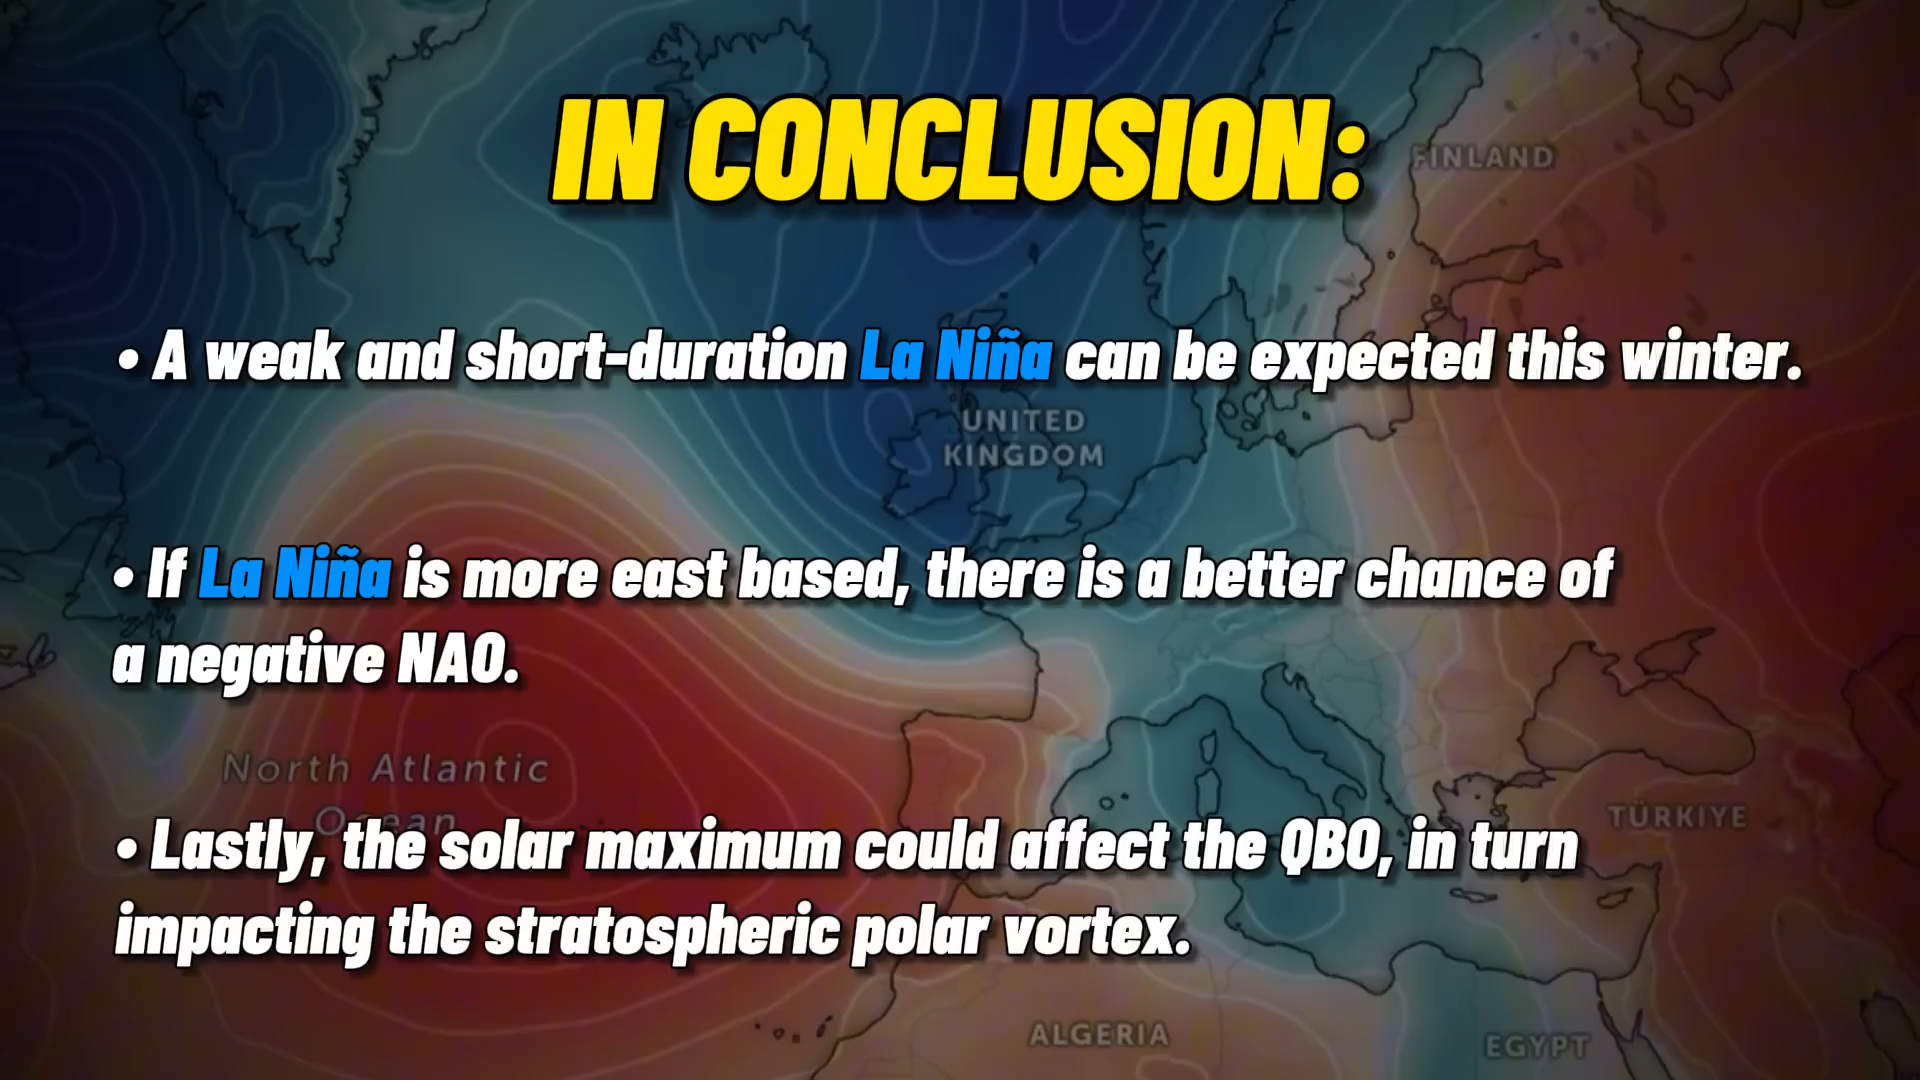 IN CONCLUSION:
FINLAND
• A weak and short-duration La Niña can be expected this winter.
UNITED
KINGDOM
• If La Niña is more east based, there is a better chance of
a negative NAO.
North Atlantic
Ocean
TÜRKIYE
• Lastly, the solar maximum could affect the QBO, in turn
impacting the stratospheric polar vortex.
ALGERIA
EGYPT